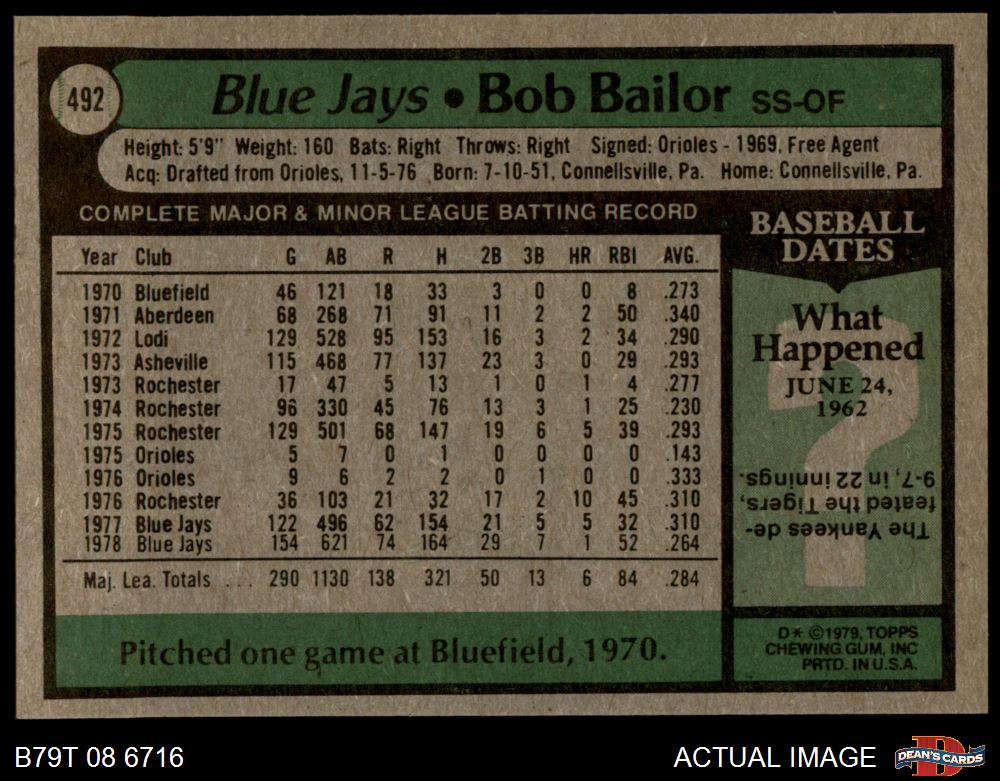 492
Blue Jays • Bob Bailor SS-OF
Height: 5'9" Weight: 160 Bats: Right Throws: Right Signed: Orioles - 1969, Free Agent
Acq: Drafted from Orioles, 11-5-76 Born: 7-10-51, Connellsville, Pa. Home: Connellsville, Pa.
COMPLETE MAJOR & MINOR LEAGUE BATTING RECORD
Year Club G AB R H 2B 3B HR RBI AVG.
1970 Bluefield 46 121 18 33 3 0 0 8 .273
1971 Aberdeen 68 268 71 91 11 2 2 50 .340
1972 Lodi 129 528 95 153 16 3 2 34 .290
1973 Asheville 115 468 77 137 23 3 0 29 .293
1973 Rochester 17 47 5 13 1 0 1 4 .277
1974 Rochester 96 330 45 76 13 3 1 25 .230
1975 Rochester 129 501 68 147 19 6 5 39 .293
1975 Orioles 5 7 0 1 0 0 0 0 .143
1976 Orioles 9 6 2 2 0 1 0 0 .333
1976 Rochester 36 103 21 32 17 2 10 45 .310
1977 Blue Jays 122 496 62 154 21 5 5 32 .310
1978 Blue Jays 154 621 74 164 29 7 1 52 .264
Maj. Lea. Totals ... 290 1130 138 321 50 13 6 84 .284
Pitched one game at Bluefield, 1970.
BASEBALL
DATES
What
Happened
JUNE 24,
1962
?
The Yankees de-
feated the Tigers,
9-7, in 22 innings.
D* ©1979, TOPPS
CHEWING GUM, INC
PRTD. IN U.S.A.
B79T 08 6716
ACTUAL IMAGE
D
DEAN'S CARDS